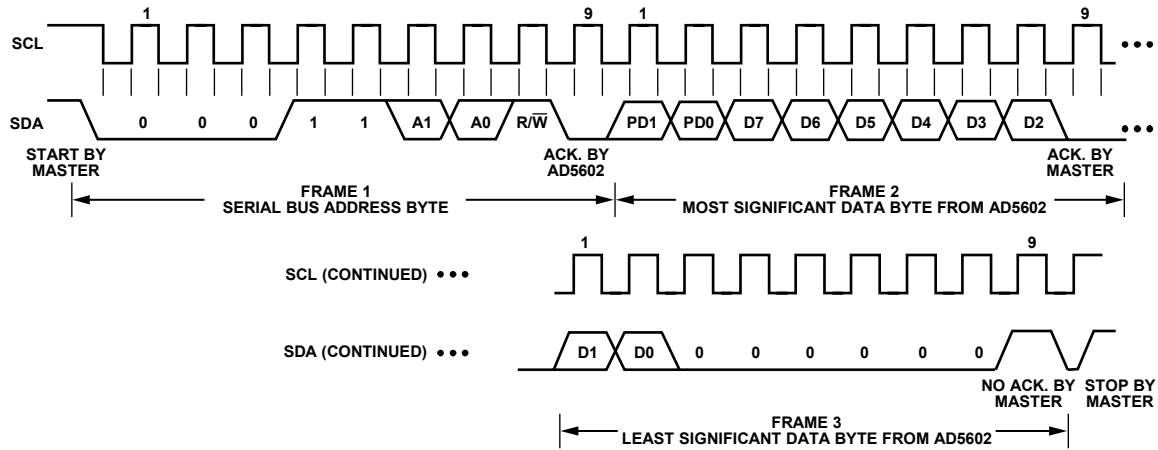 1 9 1 9
SCL
SDA 0 0 0 1 1 A1 A0 R/W̅ PD1 PD0 D7 D6 D5 D4 D3 D2
START BY
MASTER
ACK. BY
AD5602
ACK. BY
MASTER
FRAME 1
SERIAL BUS ADDRESS BYTE
FRAME 2
MOST SIGNIFICANT DATA BYTE FROM AD5602
1 9
SCL (CONTINUED)
SDA (CONTINUED) D1 D0 0 0 0 0 0 0
NO ACK. BY
MASTER
STOP BY
MASTER
FRAME 3
LEAST SIGNIFICANT DATA BYTE FROM AD5602